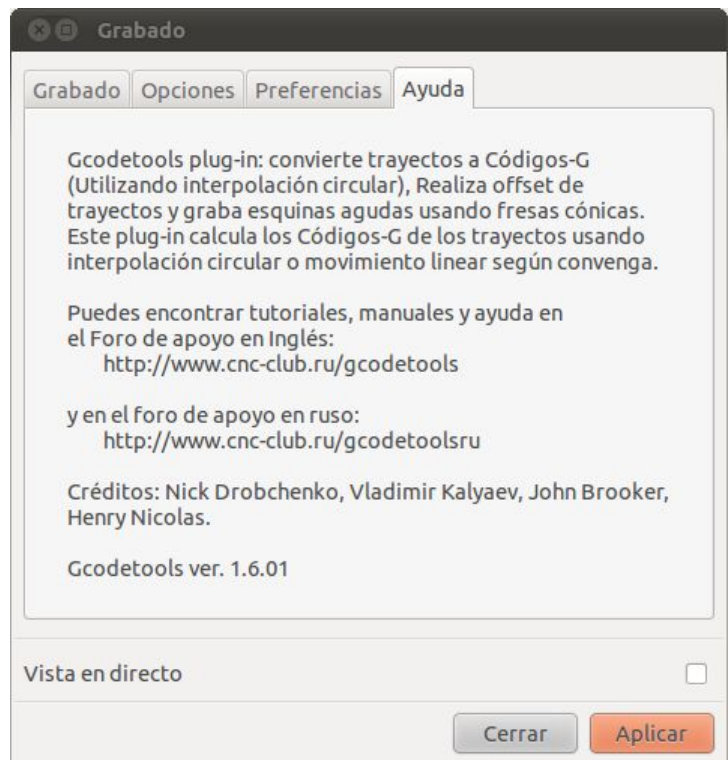 Grabado
Grabado Opciones Preferencias Ayuda
Gcodetools plug-in: convierte trayectos a Códigos-G
(Utilizando interpolación circular), Realiza offset de
trayectos y graba esquinas agudas usando fresas cónicas.
Este plug-in calcula los Códigos-G de los trayectos usando
interpolación circular o movimiento linear según convenga.
Puedes encontrar tutoriales, manuales y ayuda en
el Foro de apoyo en Inglés:
http://www.cnc-club.ru/gcodetools
y en el foro de apoyo en ruso:
http://www.cnc-club.ru/gcodetoolsru
Créditos: Nick Drobchenko, Vladimir Kalyaev, John Brooker,
Henry Nicolas.
Gcodetools ver. 1.6.01
Vista en directo
Cerrar Aplicar